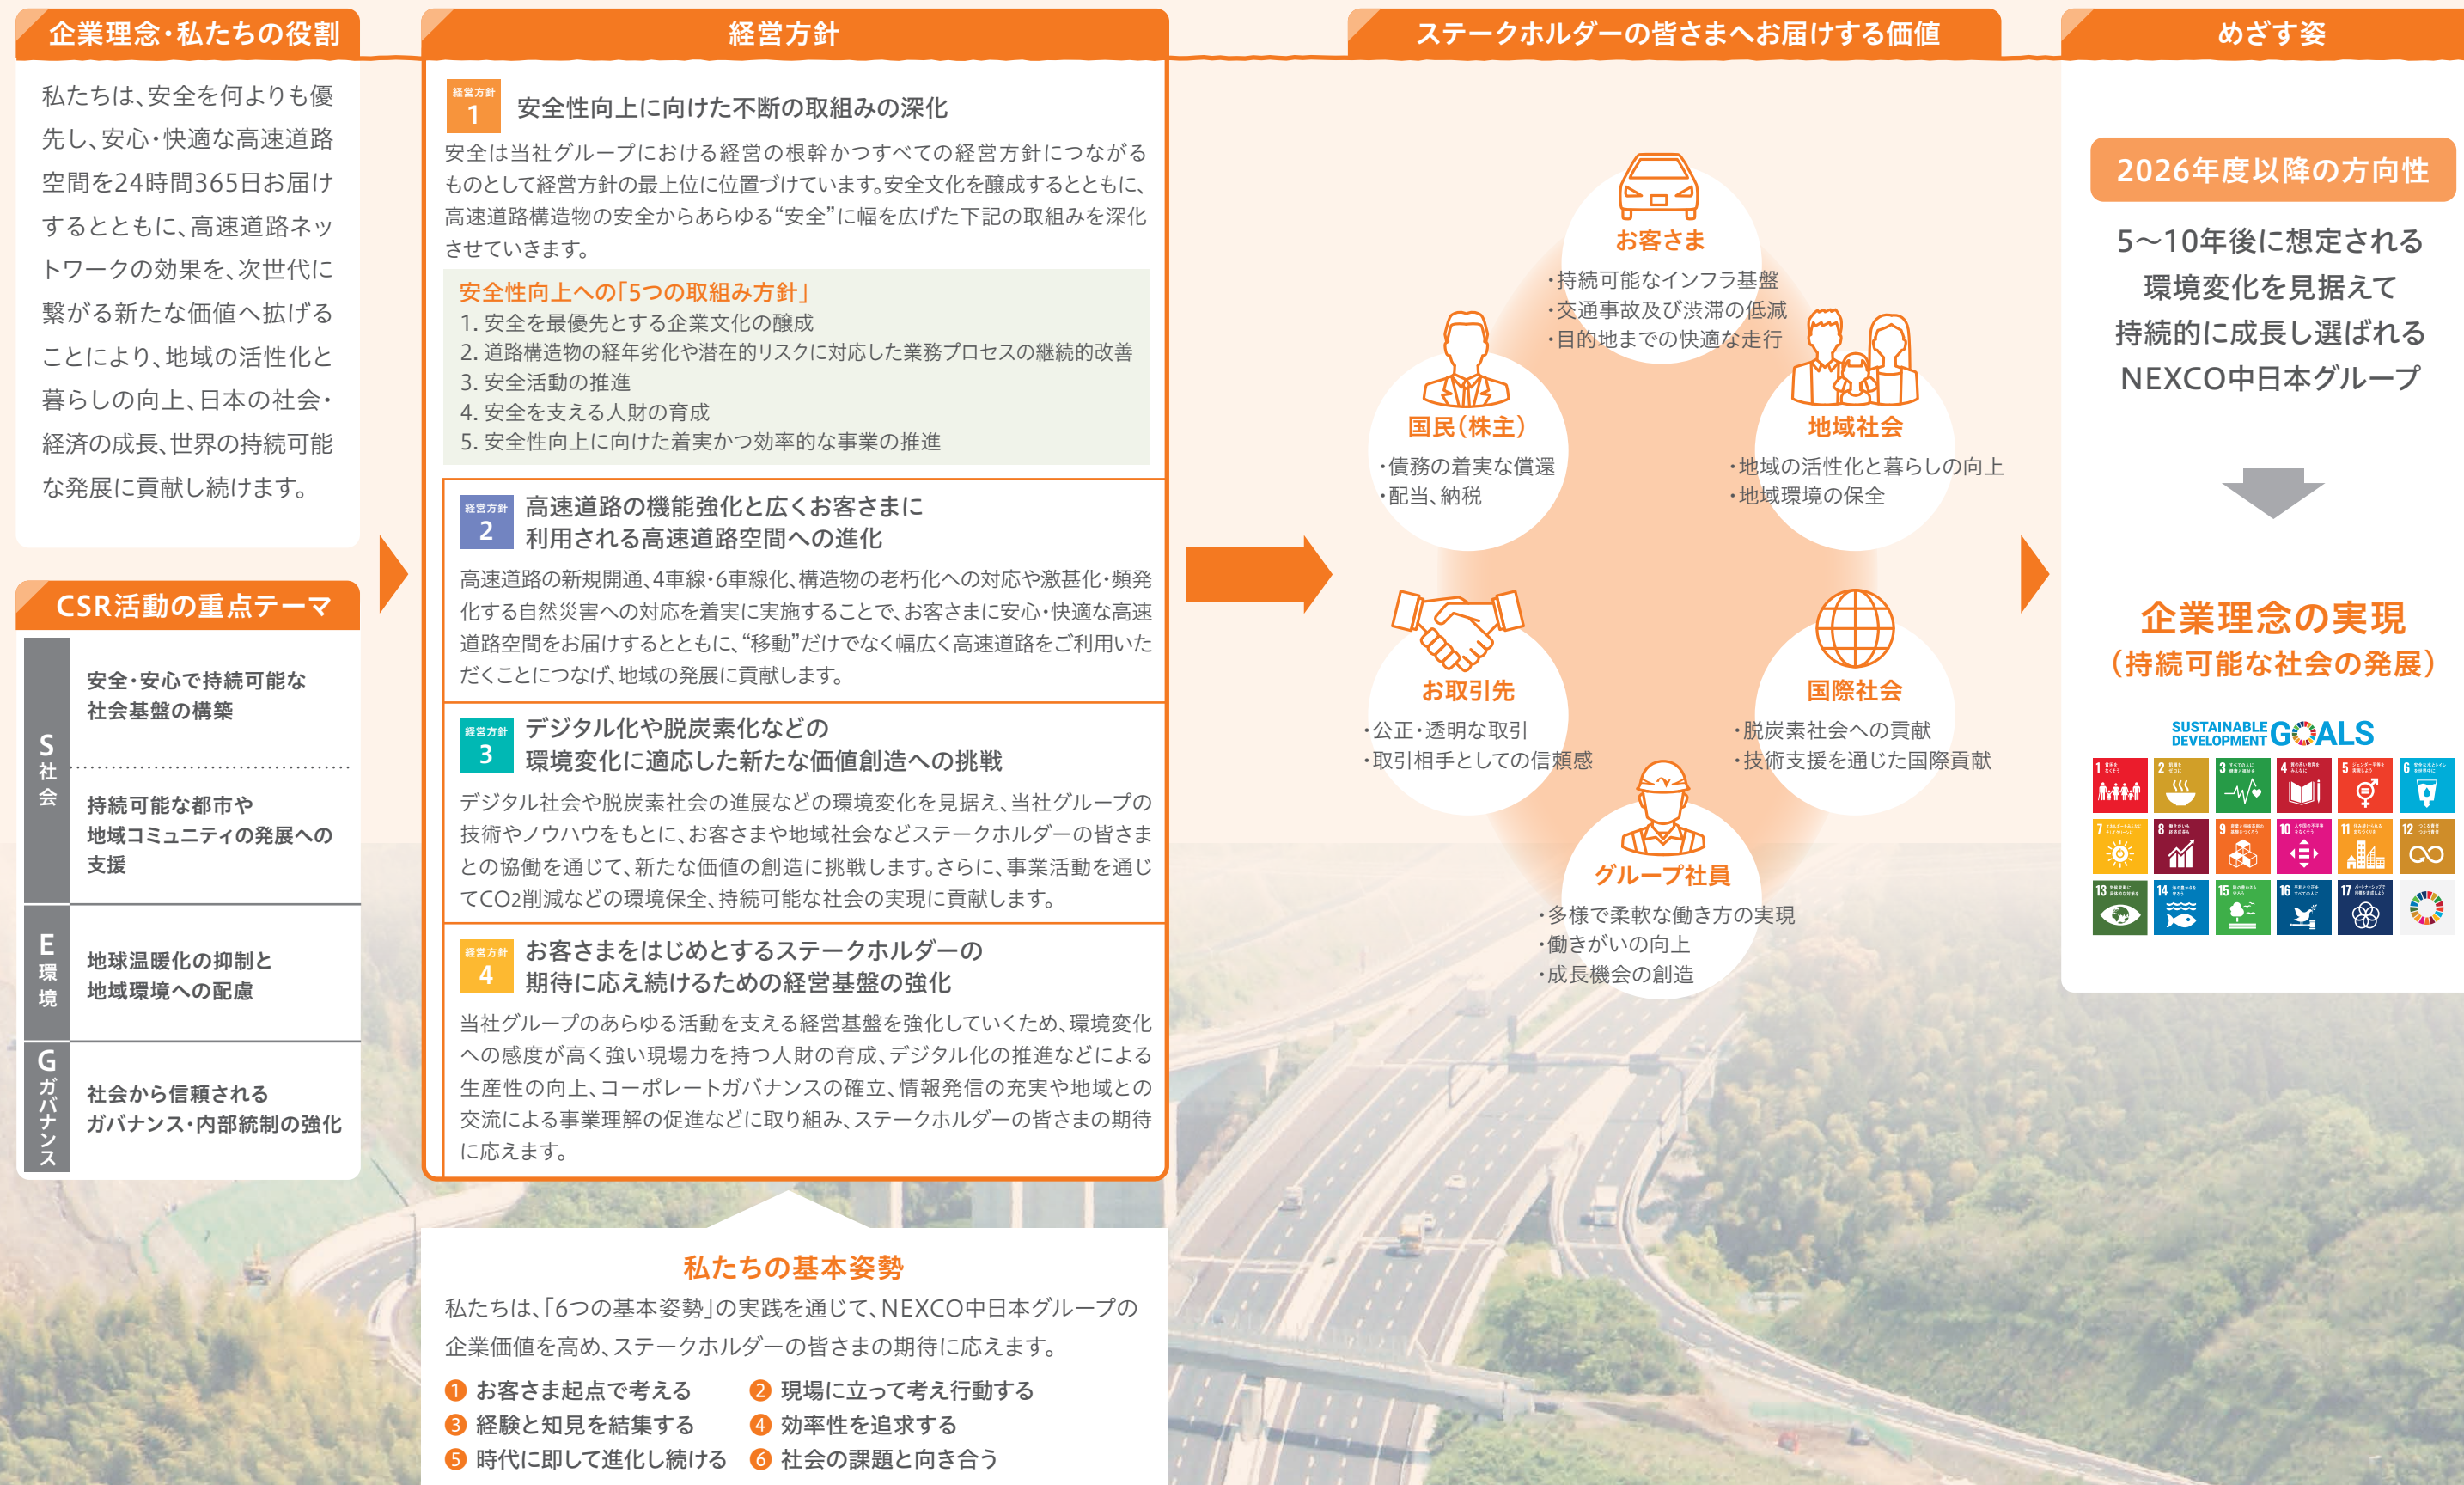 企業理念・私たちの役割
私たちは、安全を何よりも優
先し、安心・快適な高速道路
空間を24時間365日お届け
するとともに、高速道路ネッ
トワークの効果を、次世代に
繋がる新たな価値へ拡げる
ことにより、地域の活性化と
暮らしの向上、日本の社会・
経済の成長、世界の持続可能
な発展に貢献し続けます。
CSR活動の重点テーマ
S社会
安全・安心で持続可能な
社会基盤の構築
持続可能な都市や
地域コミュニティの発展への
支援
E環境
地球温暖化の抑制と
地域環境への配慮
Gガバナンス
社会から信頼される
ガバナンス・内部統制の強化
経営方針
経営方針
1
安全性向上に向けた不断の取組みの深化
安全は当社グループにおける経営の根幹かつすべての経営方針につながる
ものとして経営方針の最上位に位置づけています。安全文化を醸成するとともに、
高速道路構造物の安全からあらゆる“安全”に幅を広げた下記の取組みを深化
させていきます。
安全性向上への「5つの取組み方針」
1. 安全を最優先とする企業文化の醸成
2. 道路構造物の経年劣化や潜在的リスクに対応した業務プロセスの継続的改善
3. 安全活動の推進
4. 安全を支える人財の育成
5. 安全性向上に向けた着実かつ効率的な事業の推進
経営方針
2
高速道路の機能強化と広くお客さまに
利用される高速道路空間への進化
高速道路の新規開通、4車線・6車線化、構造物の老朽化への対応や激甚化・頻発
化する自然災害への対応を着実に実施することで、お客さまに安心・快適な高速
道路空間をお届けするとともに、“移動”だけでなく幅広く高速道路をご利用いた
だくことにつなげ、地域の発展に貢献します。
経営方針
3
デジタル化や脱炭素化などの
環境変化に適応した新たな価値創造への挑戦
デジタル社会や脱炭素社会の進展などの環境変化を見据え、当社グループの
技術やノウハウをもとに、お客さまや地域社会などステークホルダーの皆さま
との協働を通じて、新たな価値の創造に挑戦します。さらに、事業活動を通じ
てCO2削減などの環境保全、持続可能な社会の実現に貢献します。
経営方針
4
お客さまをはじめとするステークホルダーの
期待に応え続けるための経営基盤の強化
当社グループのあらゆる活動を支える経営基盤を強化していくため、環境変化
への感度が高く強い現場力を持つ人財の育成、デジタル化の推進などによる
生産性の向上、コーポレートガバナンスの確立、情報発信の充実や地域との
交流による事業理解の促進などに取り組み、ステークホルダーの皆さまの期待
に応えます。
私たちの基本姿勢
私たちは、「6つの基本姿勢」の実践を通じて、NEXCO中日本グループの
企業価値を高め、ステークホルダーの皆さまの期待に応えます。
❶ お客さま起点で考える ❷ 現場に立って考え行動する
❸ 経験と知見を結集する ❹ 効率性を追求する
❺ 時代に即して進化し続ける ❻ 社会の課題と向き合う
ステークホルダーの皆さまへお届けする価値
お客さま
・持続可能なインフラ基盤
・交通事故及び渋滞の低減
・目的地までの快適な走行
国民(株主)
・債務の着実な償還
・配当、納税
地域社会
・地域の活性化と暮らしの向上
・地域環境の保全
お取引先
・公正・透明な取引
・取引相手としての信頼感
国際社会
・脱炭素社会への貢献
・技術支援を通じた国際貢献
グループ社員
・多様で柔軟な働き方の実現
・働きがいの向上
・成長機会の創造
めざす姿
2026年度以降の方向性
5〜10年後に想定される
環境変化を見据えて
持続的に成長し選ばれる
NEXCO中日本グループ
企業理念の実現
(持続可能な社会の発展)
SUSTAINABLE
DEVELOPMENT GOALS
1 2 3 4 5 6
7 8 9 10 11 12
13 14 15 16 17